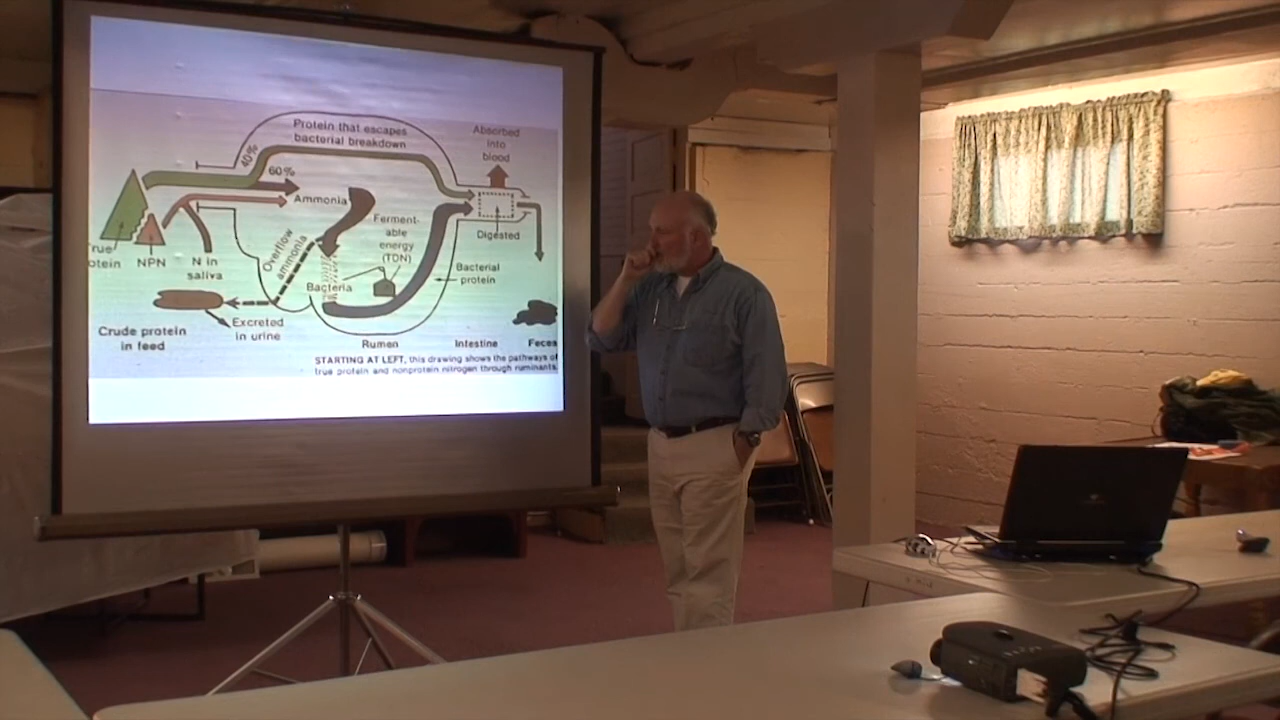 Protein that escapes
bacterial breakdown
Absorbed
into
blood
40%
60%
Ammonia
Ferment-
able
energy
(TDN)
Digested
Overflow
ammonia
rue
otein
NPN
N in
saliva
Bacteria
Bacterial
protein
Excreted
in urine
Crude protein
in feed
Rumen
Intestine
Feces
STARTING AT LEFT, this drawing shows the pathways of
true protein and nonprotein nitrogen through ruminants.